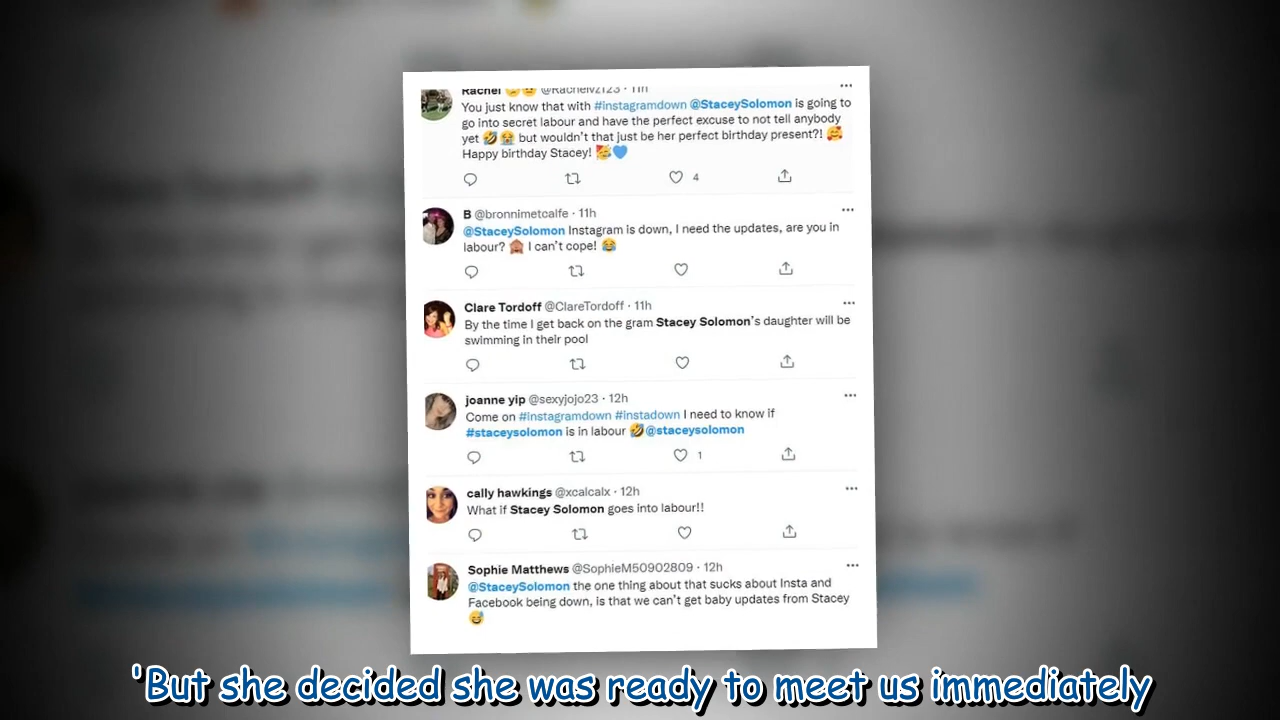 Rachel 🤣😬 · 11h
You just know that with #instagramdown @StaceySolomon is going to
go into secret labour and have the perfect excuse to not tell anybody
yet 🤣😭 but wouldn't that just be her perfect birthday present?! 🥰
Happy birthday Stacey! 🥳💙
4
B @bronnimetcalfe · 11h
@StaceySolomon Instagram is down, I need the updates, are you in
labour? 🙈 I can't cope! 😂
Clare Tordoff @ClareTordoff · 11h
By the time I get back on the gram Stacey Solomon's daughter will be
swimming in their pool
joanne yip @sexyjojo23 · 12h
Come on #instagramdown #instadown I need to know if
#staceysolomon is in labour 🤣@staceysolomon
1
cally hawkings @xcalcalx · 12h
What if Stacey Solomon goes into labour!!
Sophie Matthews @SophieM50902809 · 12h
@StaceySolomon the one thing about that sucks about Insta and
Facebook being down, is that we can't get baby updates from Stacey
😅
'But she decided she was ready to meet us immediately